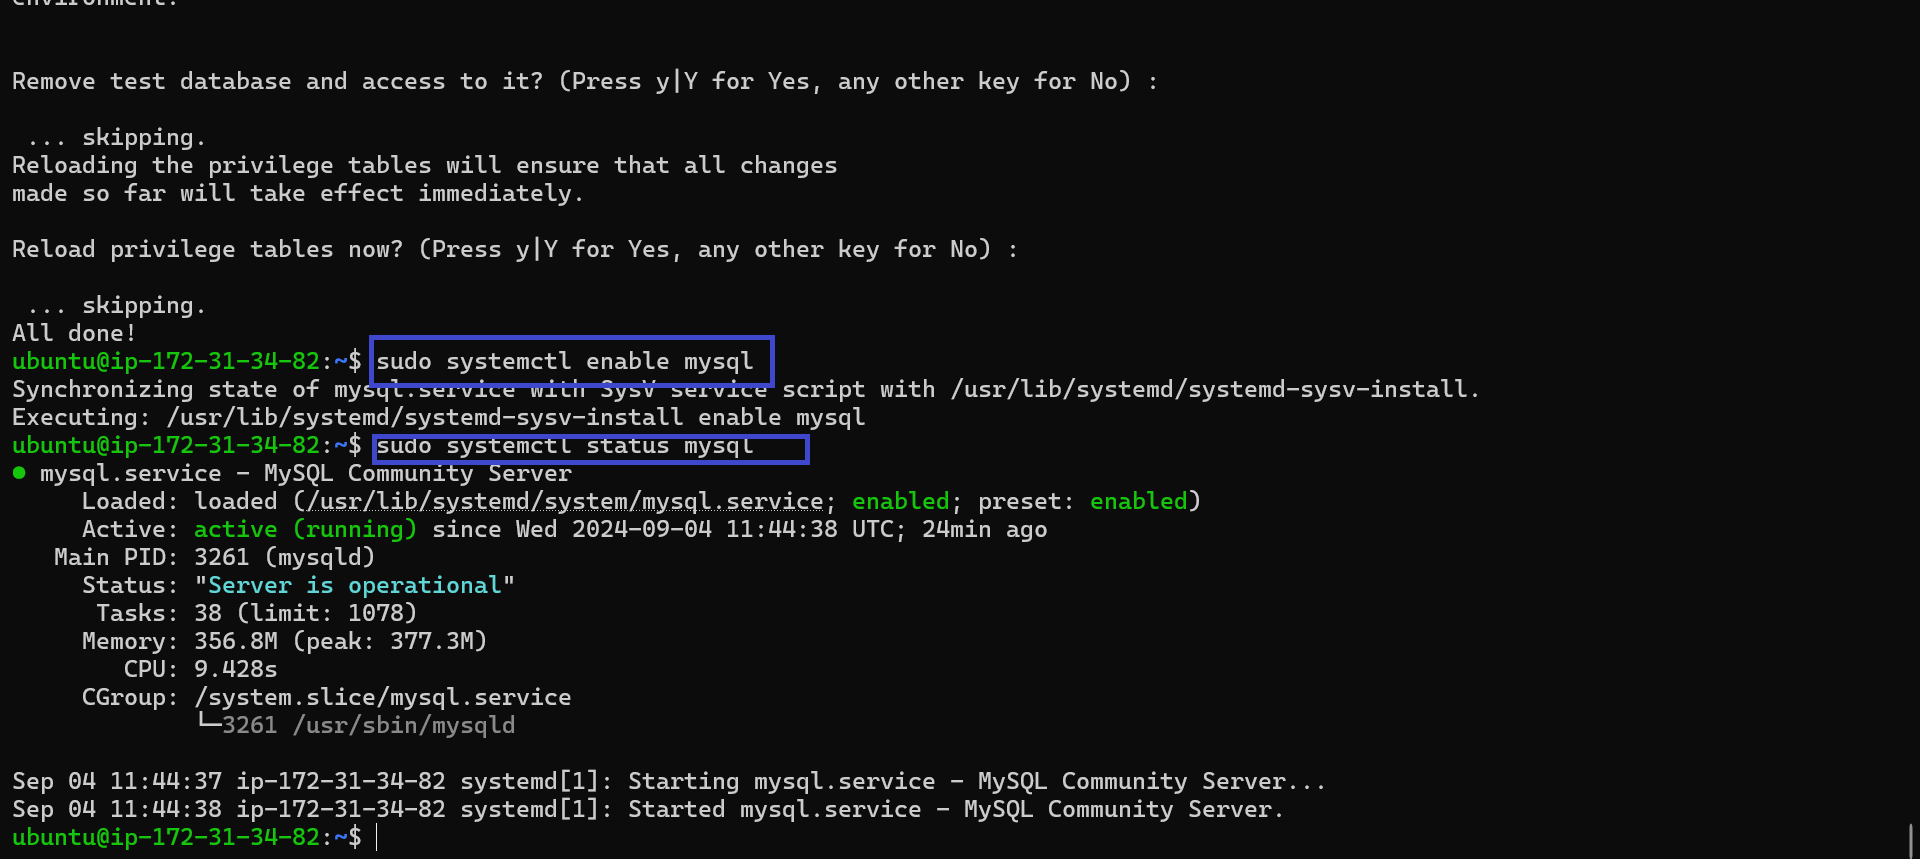 environment.
Remove test database and access to it? (Press y|Y for Yes, any other key for No) :
... skipping.
Reloading the privilege tables will ensure that all changes
made so far will take effect immediately.
Reload privilege tables now? (Press y|Y for Yes, any other key for No) :
... skipping.
All done!
ubuntu@ip-172-31-34-82:~$ sudo systemctl enable mysql
Synchronizing state of mysql.service with SysV service script with /usr/lib/systemd/systemd-sysv-install.
Executing: /usr/lib/systemd/systemd-sysv-install enable mysql
ubuntu@ip-172-31-34-82:~$ sudo systemctl status mysql
● mysql.service - MySQL Community Server
Loaded: loaded (/usr/lib/systemd/system/mysql.service; enabled; preset: enabled)
Active: active (running) since Wed 2024-09-04 11:44:38 UTC; 24min ago
Main PID: 3261 (mysqld)
Status: "Server is operational"
Tasks: 38 (limit: 1078)
Memory: 356.8M (peak: 377.3M)
CPU: 9.428s
CGroup: /system.slice/mysql.service
└─3261 /usr/sbin/mysqld
Sep 04 11:44:37 ip-172-31-34-82 systemd[1]: Starting mysql.service - MySQL Community Server...
Sep 04 11:44:38 ip-172-31-34-82 systemd[1]: Started mysql.service - MySQL Community Server.
ubuntu@ip-172-31-34-82:~$